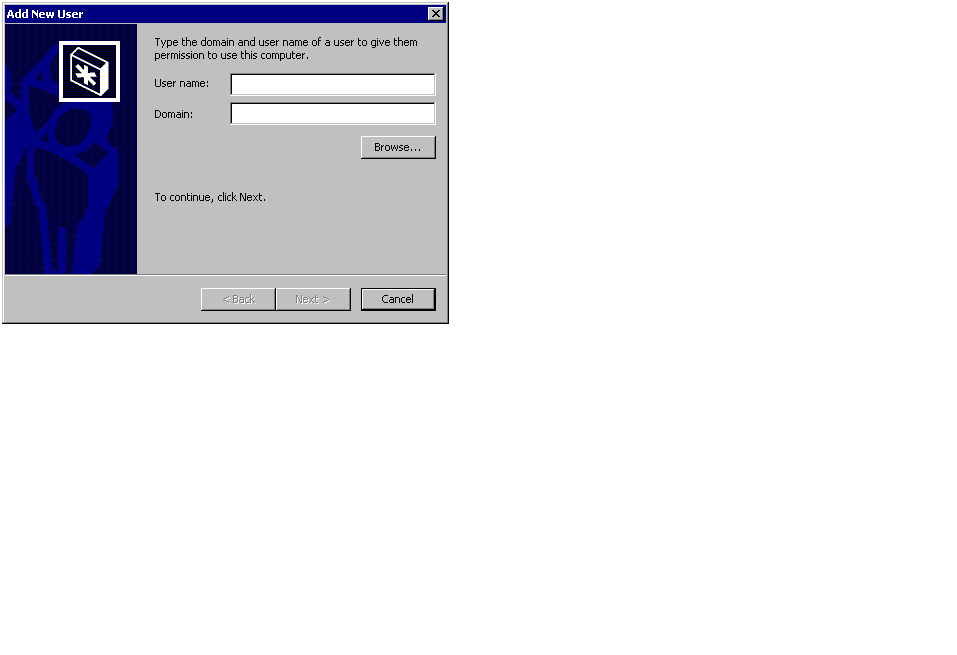 Add New User
Type the domain and user name of a user to give them
permission to use this computer.
User name:
Domain:
Browse...
To continue, click Next.
< Back
Next >
Cancel